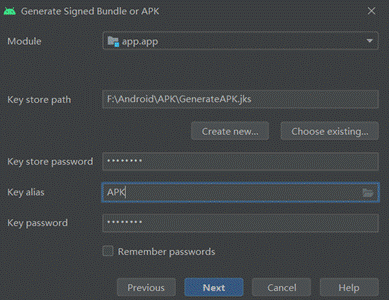 Generate Signed Bundle or APK
Module app.app
Key store path F:\Android\APK\GenerateAPK.jks
Create new... Choose existing...
Key store password ••••••••
Key alias APK
Key password ••••••••
Remember passwords
Previous Next Cancel Help